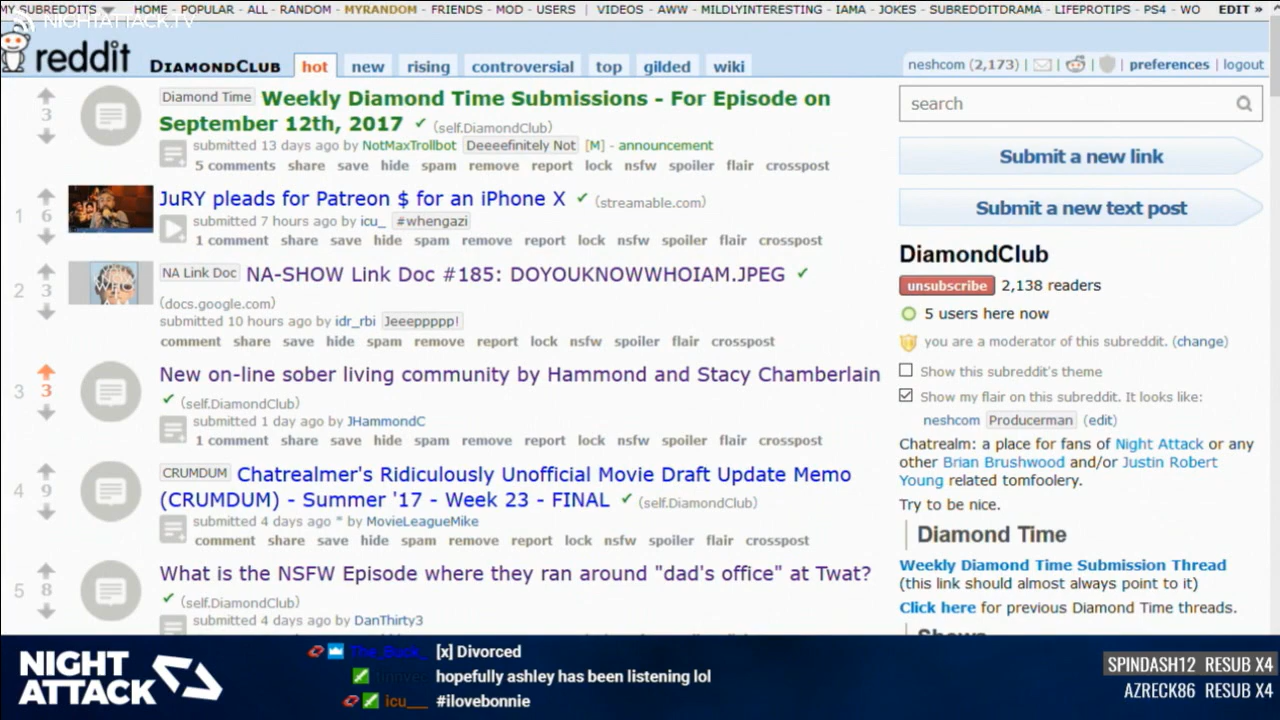 MY SUBREDDITS HOME - POPULAR - ALL - RANDOM - MYRANDOM - FRIENDS - MOD - USERS | VIDEOS - AWW - MILDLYINTERESTING - IAMA - JOKES - SUBREDDITDRAMA - LIFEPROTIPS - PS4 - WO EDIT »
NIGHTATTACK.TV
reddit DIAMONDCLUB hot new rising controversial top gilded wiki
neshcom (2,173) | | | | preferences | logout
3
Diamond Time Weekly Diamond Time Submissions - For Episode on
September 12th, 2017 ✔ (self.DiamondClub)
submitted 13 days ago by NotMaxTrollbot Deeeefinitely Not [M] - announcement
5 comments share save hide spam remove report lock nsfw spoiler flair crosspost
1
6
JuRY pleads for Patreon $ for an iPhone X ✔ (streamable.com)
submitted 7 hours ago by icu_ #whengazi
1 comment share save hide spam remove report lock nsfw spoiler flair crosspost
2
3
NA Link Doc NA-SHOW Link Doc #185: DOYOUKNOWWHOIAM.JPEG ✔
(docs.google.com)
submitted 10 hours ago by idr_rbi Jeeeppppp!
comment share save hide spam remove report lock nsfw spoiler flair crosspost
3
3
New on-line sober living community by Hammond and Stacy Chamberlain
✔ (self.DiamondClub)
submitted 1 day ago by JHammondC
1 comment share save hide spam remove report lock nsfw spoiler flair crosspost
4
9
CRUMDUM Chatrealmer's Ridiculously Unofficial Movie Draft Update Memo
(CRUMDUM) - Summer '17 - Week 23 - FINAL ✔ (self.DiamondClub)
submitted 4 days ago * by MovieLeagueMike
comment share save hide spam remove report lock nsfw spoiler flair crosspost
5
8
What is the NSFW Episode where they ran around "dad's office" at Twat?
✔ (self.DiamondClub)
submitted 4 days ago by DanThirty3
search
Submit a new link
Submit a new text post
DiamondClub
unsubscribe 2,138 readers
5 users here now
you are a moderator of this subreddit. (change)
Show this subreddit's theme
Show my flair on this subreddit. It looks like:
neshcom Producerman (edit)
Chatrealm: a place for fans of Night Attack or any
other Brian Brushwood and/or Justin Robert
Young related tomfoolery.
Try to be nice.
Diamond Time
Weekly Diamond Time Submission Thread
(this link should almost always point to it)
Click here for previous Diamond Time threads.
Shows
NIGHT
ATTACK
The_Buck_ [x] Divorced
hopefully ashley has been listening lol
icu___ #ilovebonnie
SPINDASH12 RESUB X4
AZRECK86 RESUB X4